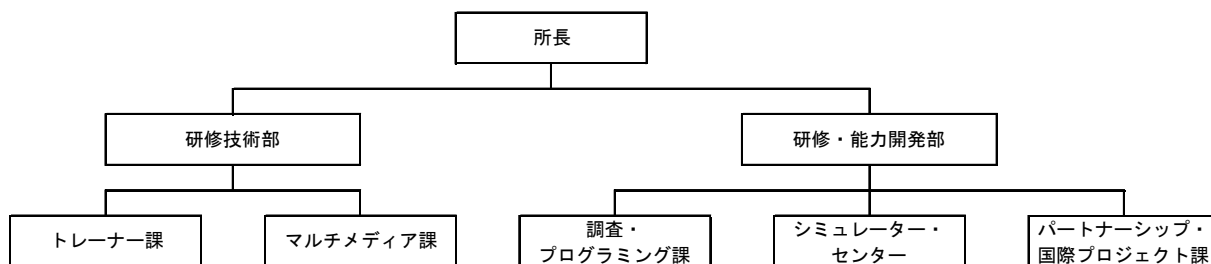 所長
研修技術部
研修・能力開発部
トレーナー課
マルチメディア課
調査・
プログラミング課
シミュレーター・
センター
パートナーシップ・
国際プロジェクト課